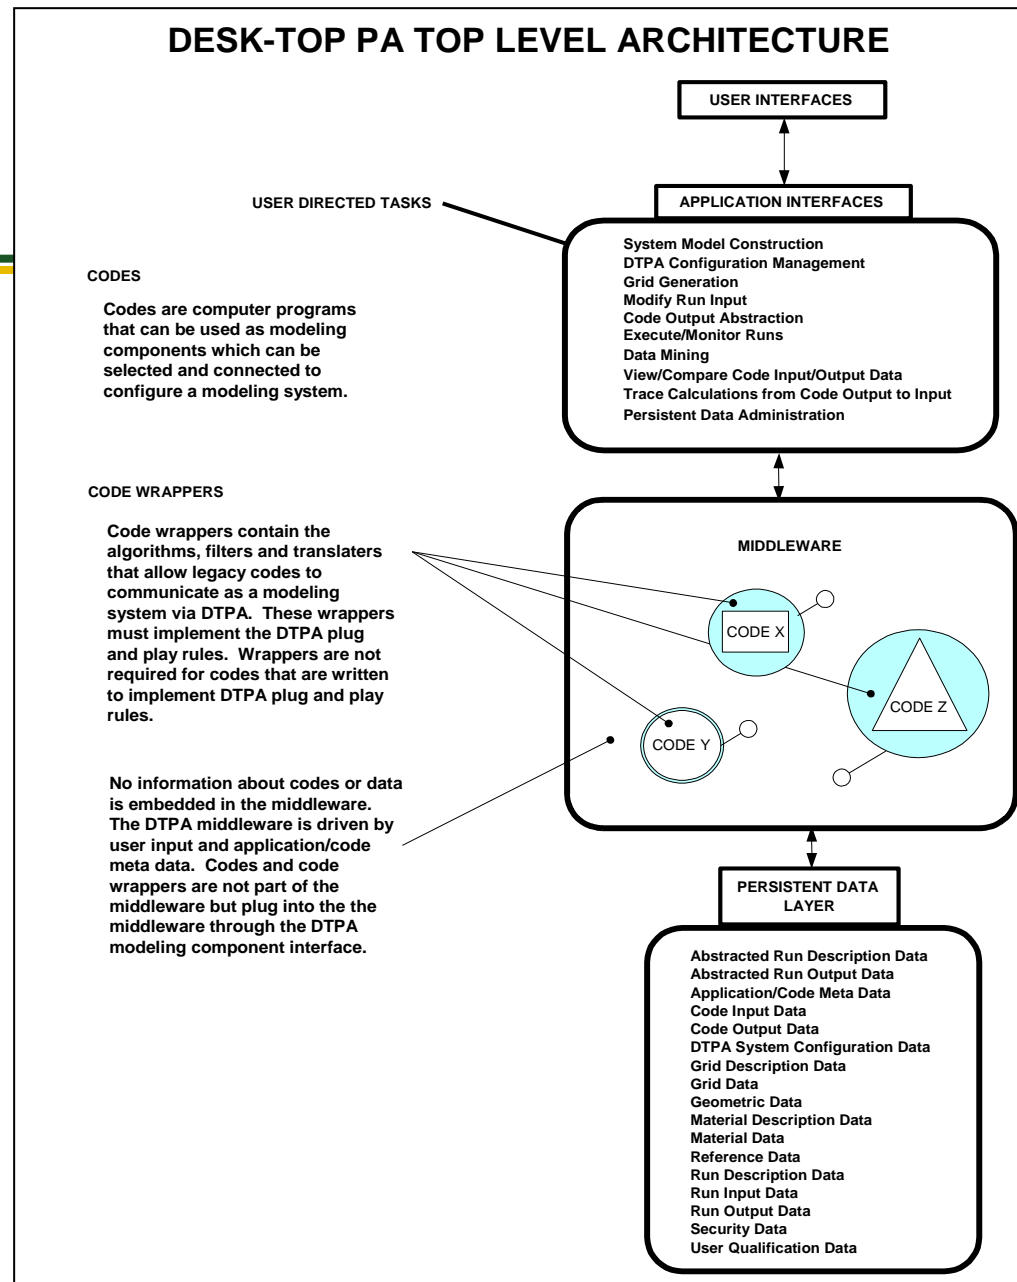 DESK-TOP PA TOP LEVEL ARCHITECTURE
USER INTERFACES
APPLICATION INTERFACES
USER DIRECTED TASKS
System Model Construction
DTPA Configuration Management
Grid Generation
Modify Run Input
Code Output Abstraction
Execute/Monitor Runs
Data Mining
View/Compare Code Input/Output Data
Trace Calculations from Code Output to Input
Persistent Data Administration
CODES
Codes are computer programs
that can be used as modeling
components which can be
selected and connected to
configure a modeling system.
CODE WRAPPERS
Code wrappers contain the
algorithms, filters and translaters
that allow legacy codes to
communicate as a modeling
system via DTPA.  These wrappers
must implement the DTPA plug
and play rules.  Wrappers are not
required for codes that are written
to implement DTPA plug and play
rules.
No information about codes or data
is embedded in the middleware.
The DTPA middleware is driven by
user input and application/code
meta data.  Codes and code
wrappers are not part of the
middleware but plug into the the
middleware through the DTPA
modeling component interface.
MIDDLEWARE
CODE X
CODE Z
CODE Y
PERSISTENT DATA
LAYER
Abstracted Run Description Data
Abstracted Run Output Data
Application/Code Meta Data
Code Input Data
Code Output Data
DTPA System Configuration Data
Grid Description Data
Grid Data
Geometric Data
Material Description Data
Material Data
Reference Data
Run Description Data
Run Input Data
Run Output Data
Security Data
User Qualification Data